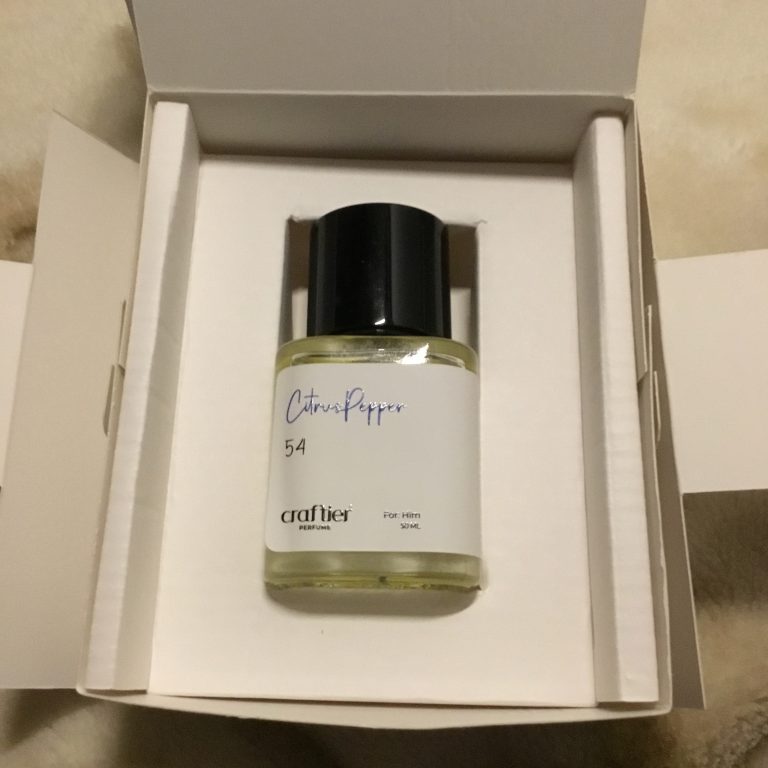 CitrusPepper
54
craftier
PERFUME
For Him
50 ML